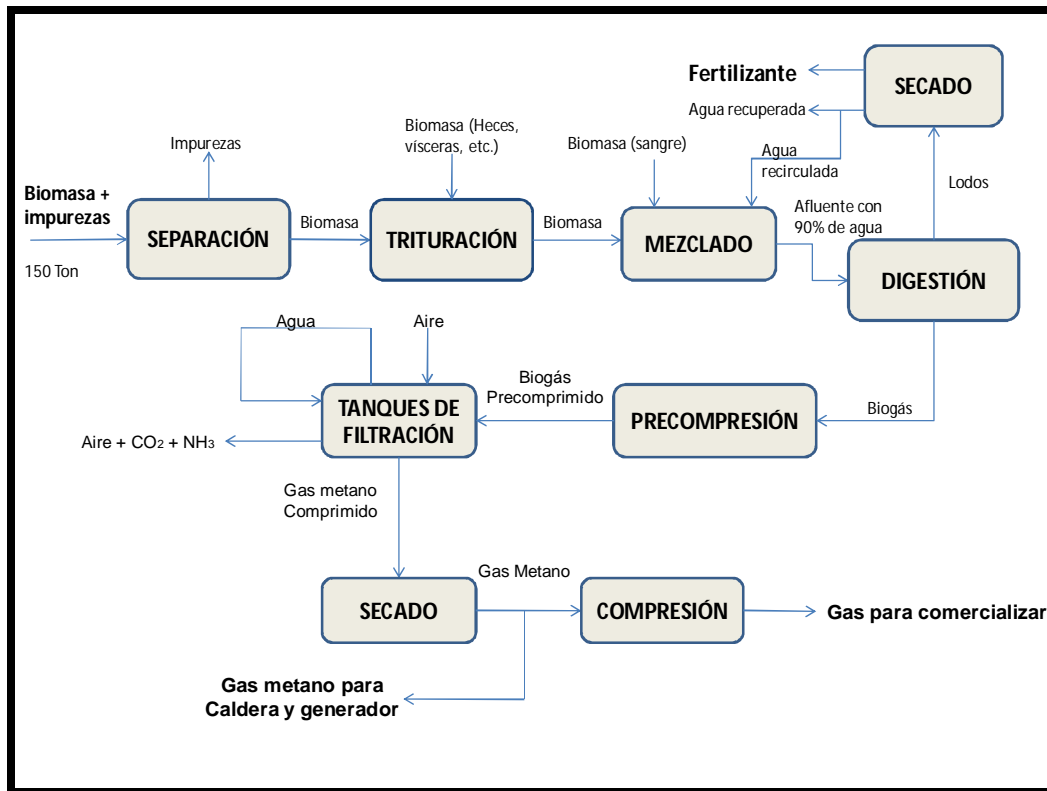 Fertilizante
SECADO
Agua recuperada
Biomasa (Heces,
vísceras, etc.)
Impurezas
Biomasa (sangre)
Agua
recirculada
Lodos
Biomasa +
impurezas
150 Ton
SEPARACIÓN
Biomasa
TRITURACIÓN
Biomasa
MEZCLADO
Afluente con
90% de agua
DIGESTIÓN
Agua
Aire
TANQUES DE
FILTRACIÓN
Biogás
Precomprimido
PRECOMPRESIÓN
Biogás
Aire + CO2 + NH3
Gas metano
Comprimido
SECADO
Gas Metano
COMPRESIÓN
Gas para comercializar
Gas metano para
Caldera y generador